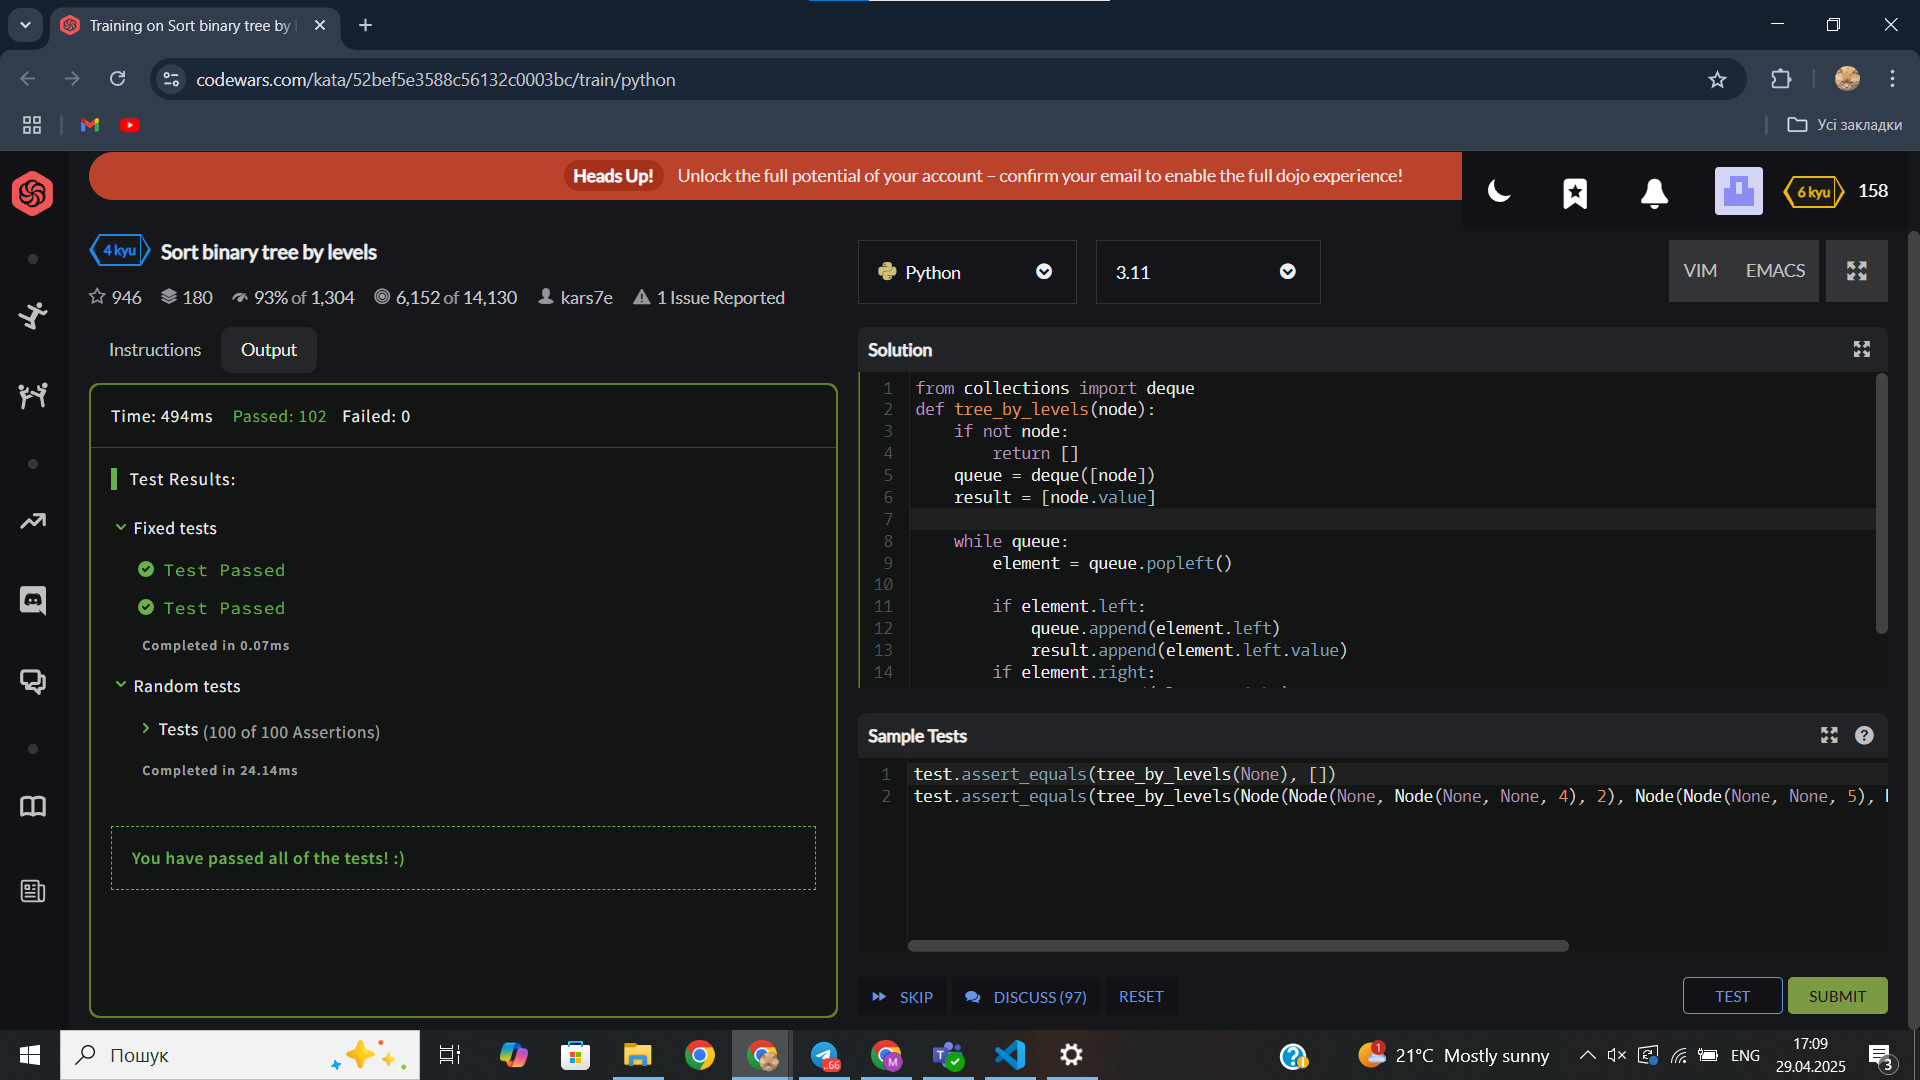 Training on Sort binary tree by
codewars.com/kata/52bef5e3588c56132c0003bc/train/python
Усі закладки
Heads Up! Unlock the full potential of your account – confirm your email to enable the full dojo experience!
6 kyu 158
4 kyu Sort binary tree by levels
946 180 93% of 1,304 6,152 of 14,130 kars7e 1 Issue Reported
Python 3.11 VIM EMACS
Instructions Output
Time: 494ms Passed: 102 Failed: 0
Test Results:
Fixed tests
Test Passed
Test Passed
Completed in 0.07ms
Random tests
Tests (100 of 100 Assertions)
Completed in 24.14ms
You have passed all of the tests! :)
Solution
1 from collections import deque
2 def tree_by_levels(node):
3 if not node:
4 return []
5 queue = deque([node])
6 result = [node.value]
7
8 while queue:
9 element = queue.popleft()
10
11 if element.left:
12 queue.append(element.left)
13 result.append(element.left.value)
14 if element.right:
Sample Tests
1 test.assert_equals(tree_by_levels(None), [])
2 test.assert_equals(tree_by_levels(Node(Node(None, Node(None, None, 4), 2), Node(Node(None, None, 5),
SKIP DISCUSS (97) RESET TEST SUBMIT
Пошук
..66
M
1
21°C Mostly sunny
ENG
17:09
29.04.2025
3